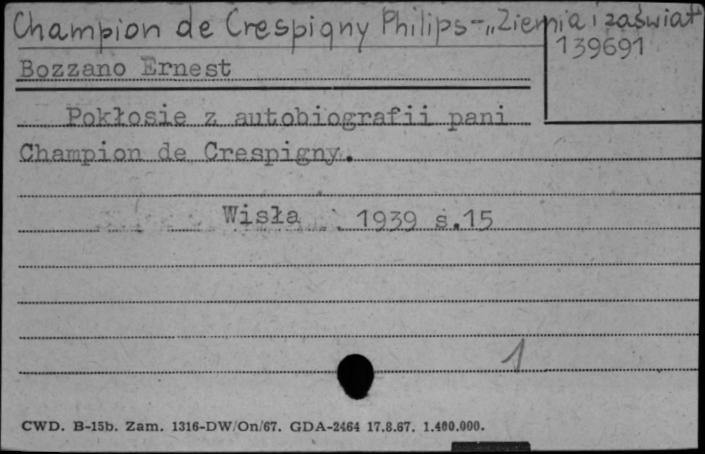 Champion de Crespigny Philips-„Ziemia i zaświat
139691
Bozzano Ernest
Pokłosie z autobiografii pani
Champion de Crespigny.
Wisła 1939 s.15
1
CWD. B-15b. Zam. 1316-DW/On/67. GDA-2464 17.8.67. 1.400.000.